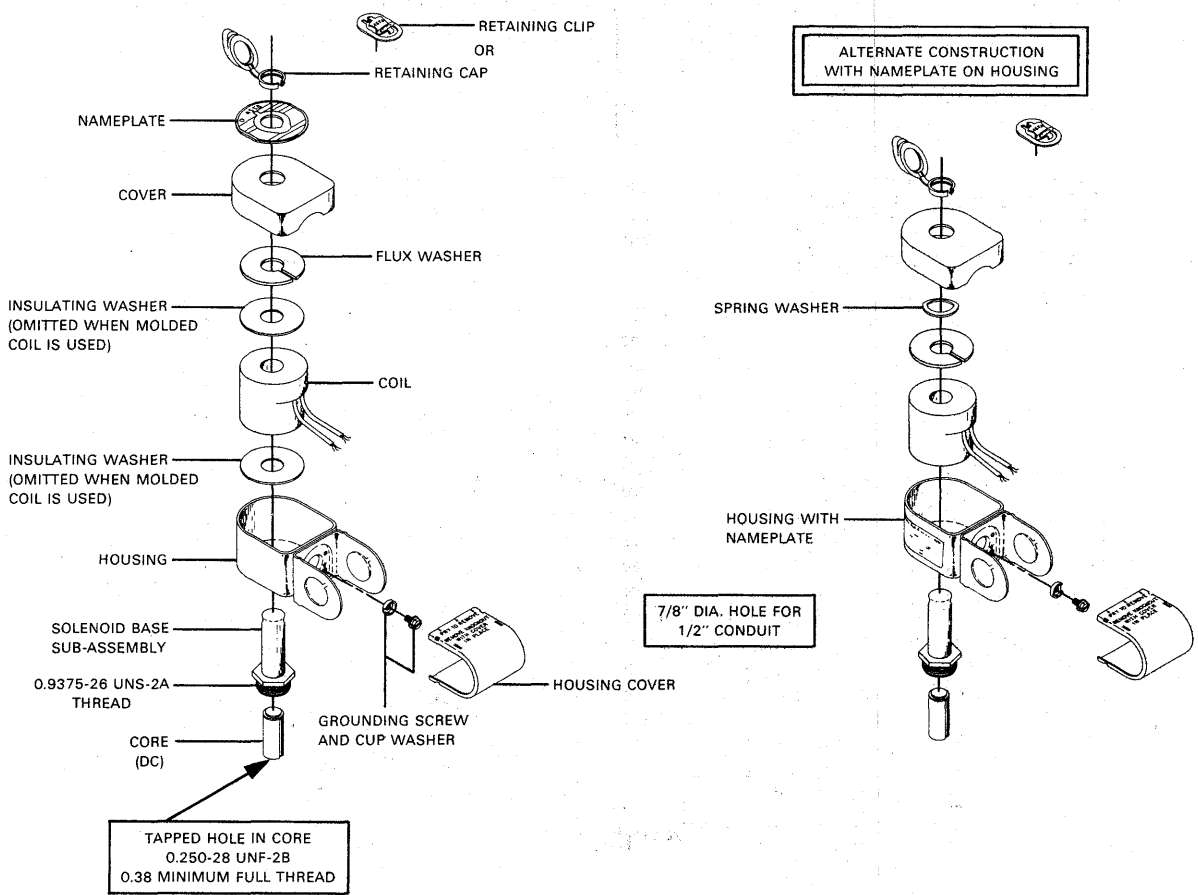 RETAINING CLIP
OR
RETAINING CAP
NAMEPLATE
COVER
FLUX WASHER
INSULATING WASHER
(OMITTED WHEN MOLDED
COIL IS USED)
COIL
INSULATING WASHER
(OMITTED WHEN MOLDED
COIL IS USED)
HOUSING
SOLENOID BASE
SUB-ASSEMBLY
0.9375-26 UNS-2A
THREAD
CORE
(DC)
GROUNDING SCREW
AND CUP WASHER
HOUSING COVER
TAPPED HOLE IN CORE
0.250-28 UNF-2B
0.38 MINIMUM FULL THREAD
ALTERNATE CONSTRUCTION
WITH NAMEPLATE ON HOUSING
SPRING WASHER
HOUSING WITH
NAMEPLATE
7/8" DIA. HOLE FOR
1/2" CONDUIT